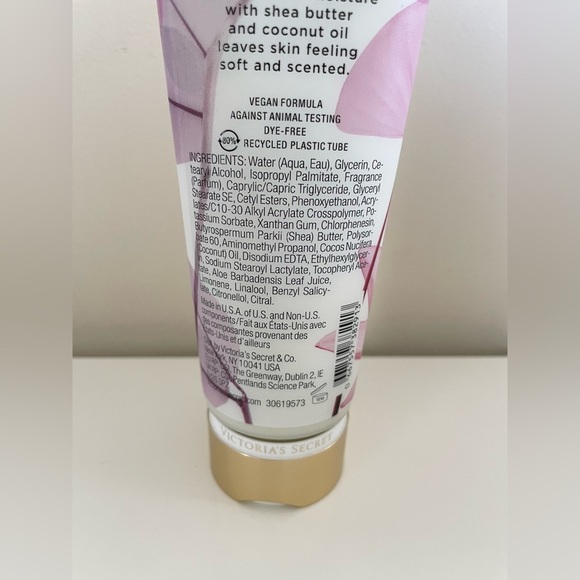 with shea butter
and coconut oil
leaves skin feeling
soft and scented.
VEGAN FORMULA
AGAINST ANIMAL TESTING
DYE-FREE
80% RECYCLED PLASTIC TUBE
INGREDIENTS: Water (Aqua, Eau), Glycerin, Ce-
tearyl Alcohol, Isopropyl Palmitate, Fragrance
(Parfum), Caprylic/Capric Triglyceride, Glyceryl
Stearate SE, Cetyl Esters, Phenoxyethanol, Acry-
lates/C10-30 Alkyl Acrylate Crosspolymer, Po-
tassium Sorbate, Xanthan Gum, Chlorphenesin,
Butyrospermum Parkii (Shea) Butter, Polysor-
bate 60, Aminomethyl Propanol, Cocos Nucifera
(Coconut) Oil, Disodium EDTA, Ethylhexylglycer-
in, Sodium Stearoyl Lactylate, Tocopheryl Ace-
tate, Aloe Barbadensis Leaf Juice,
Limonene, Linalool, Benzyl Salicy-
late, Citronellol, Citral.
Made in U.S.A. of U.S. and Non-U.S.
components/Fait aux États-Unis avec
des composantes provenant des
États-Unis et d'ailleurs
by Victoria's Secret & Co.
York, NY 10041 USA
The Greenway, Dublin 2, IE
Pentlands Science Park,
.com 30619573
VICTORIA'S SECRET